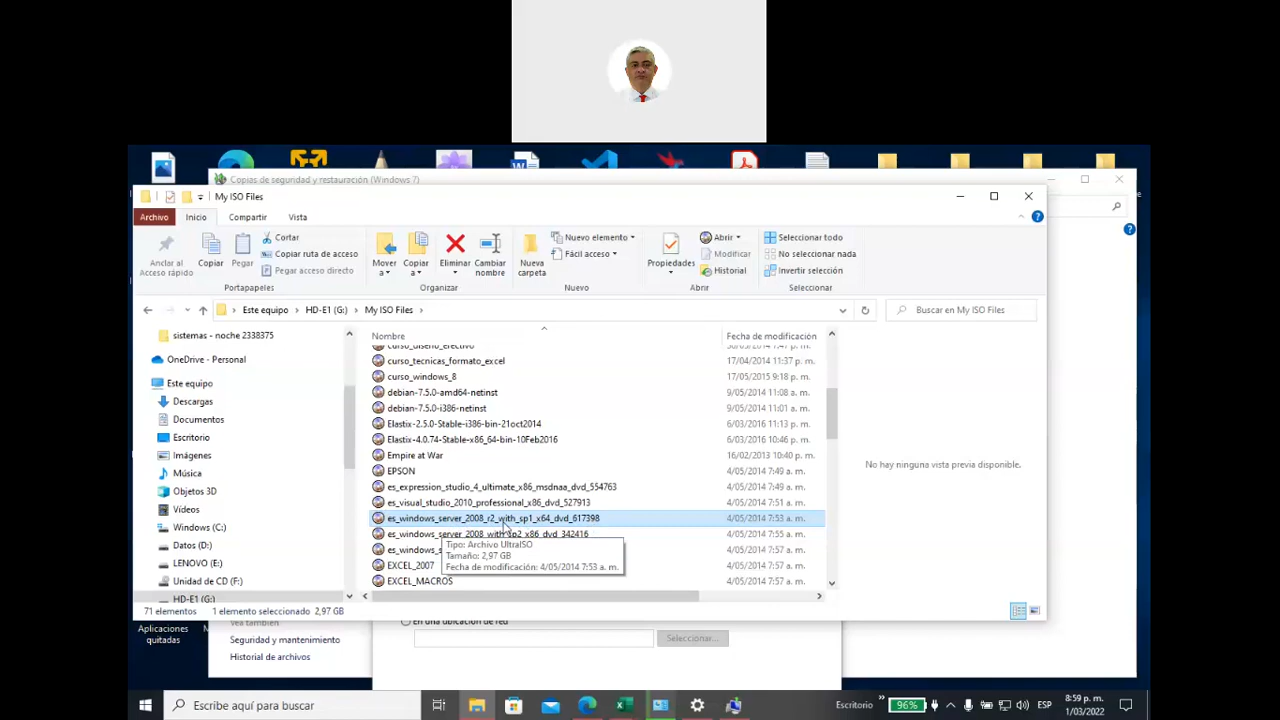 Copias de seguridad y restauración (Windows 7)
My ISO Files
Archivo Inicio Compartir Vista
Anclar al Acceso rápido
Copiar
Pegar
Cortar
Copiar ruta de acceso
Pegar acceso directo
Portapapeles
Mover a
Copiar a
Eliminar
Cambiar nombre
Organizar
Nueva carpeta
Nuevo elemento
Fácil acceso
Nuevo
Propiedades
Abrir
Modificar
Historial
Abrir
Seleccionar todo
No seleccionar nada
Invertir selección
Seleccionar
Este equipo > HD-E1 (G:) > My ISO Files >
Buscar en My ISO Files
sistemas - noche 2338375
OneDrive - Personal
Este equipo
Descargas
Documentos
Escritorio
Imágenes
Música
Objetos 3D
Vídeos
Windows (C:)
Datos (D:)
LENOVO (E:)
Unidad de CD (F:)
HD-E1 (G:)
Nombre Fecha de modificación
curso_diseño_efectivo
curso_tecnicas_formato_excel 17/04/2014 11:37 p. m.
curso_windows_8 17/05/2015 9:18 p. m.
debian-7.5.0-amd64-netinst 9/05/2014 11:08 a. m.
debian-7.5.0-i386-netinst 9/05/2014 11:01 a. m.
Elastix-2.5.0-Stable-i386-bin-21oct2014 6/03/2016 11:13 p. m.
Elastix-4.0.74-Stable-x86_64-bin-10Feb2016 6/03/2016 10:46 p. m.
Empire at War 16/02/2013 10:40 p. m.
EPSON 4/05/2014 7:49 a. m.
es_expression_studio_4_ultimate_x86_msdnaa_dvd_554763 4/05/2014 7:49 a. m.
es_visual_studio_2010_professional_x86_dvd_527913 4/05/2014 7:51 a. m.
es_windows_server_2008_r2_with_sp1_x64_dvd_617398 4/05/2014 7:53 a. m.
es_windows_server_2008_with_sp2_x86_dvd_342416 4/05/2014 7:55 a. m.
es_windows_s 4/05/2014 7:57 a. m.
EXCEL_2007 4/05/2014 7:57 a. m.
EXCEL_MACROS 4/05/2014 7:57 a. m.
Tipo: Archivo UltraISO
Tamaño: 2,97 GB
Fecha de modificación: 4/05/2014 7:53 a. m.
No hay ninguna vista previa disponible.
71 elementos 1 elemento seleccionado 2,97 GB
Aplicaciones quitadas
Vea también
Seguridad y mantenimiento
Historial de archivos
En una ubicación de red
Seleccionar...
Escribe aquí para buscar
Escritorio
96%
ESP
8:59 p. m.
1/03/2022